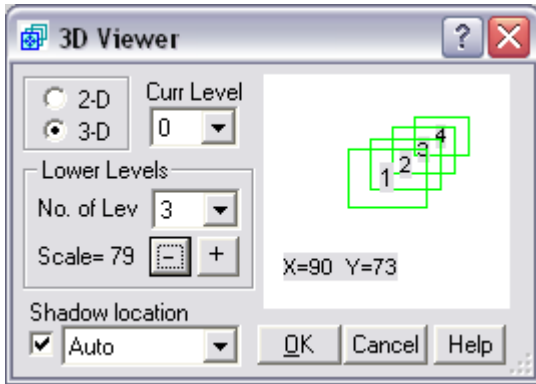 3D Viewer
2-D
3-D
Curr Level
0
Lower Levels
No. of Lev 3
Scale= 79 - +
Shadow location
Auto
1 2 3 4
X=90 Y=73
OK Cancel Help